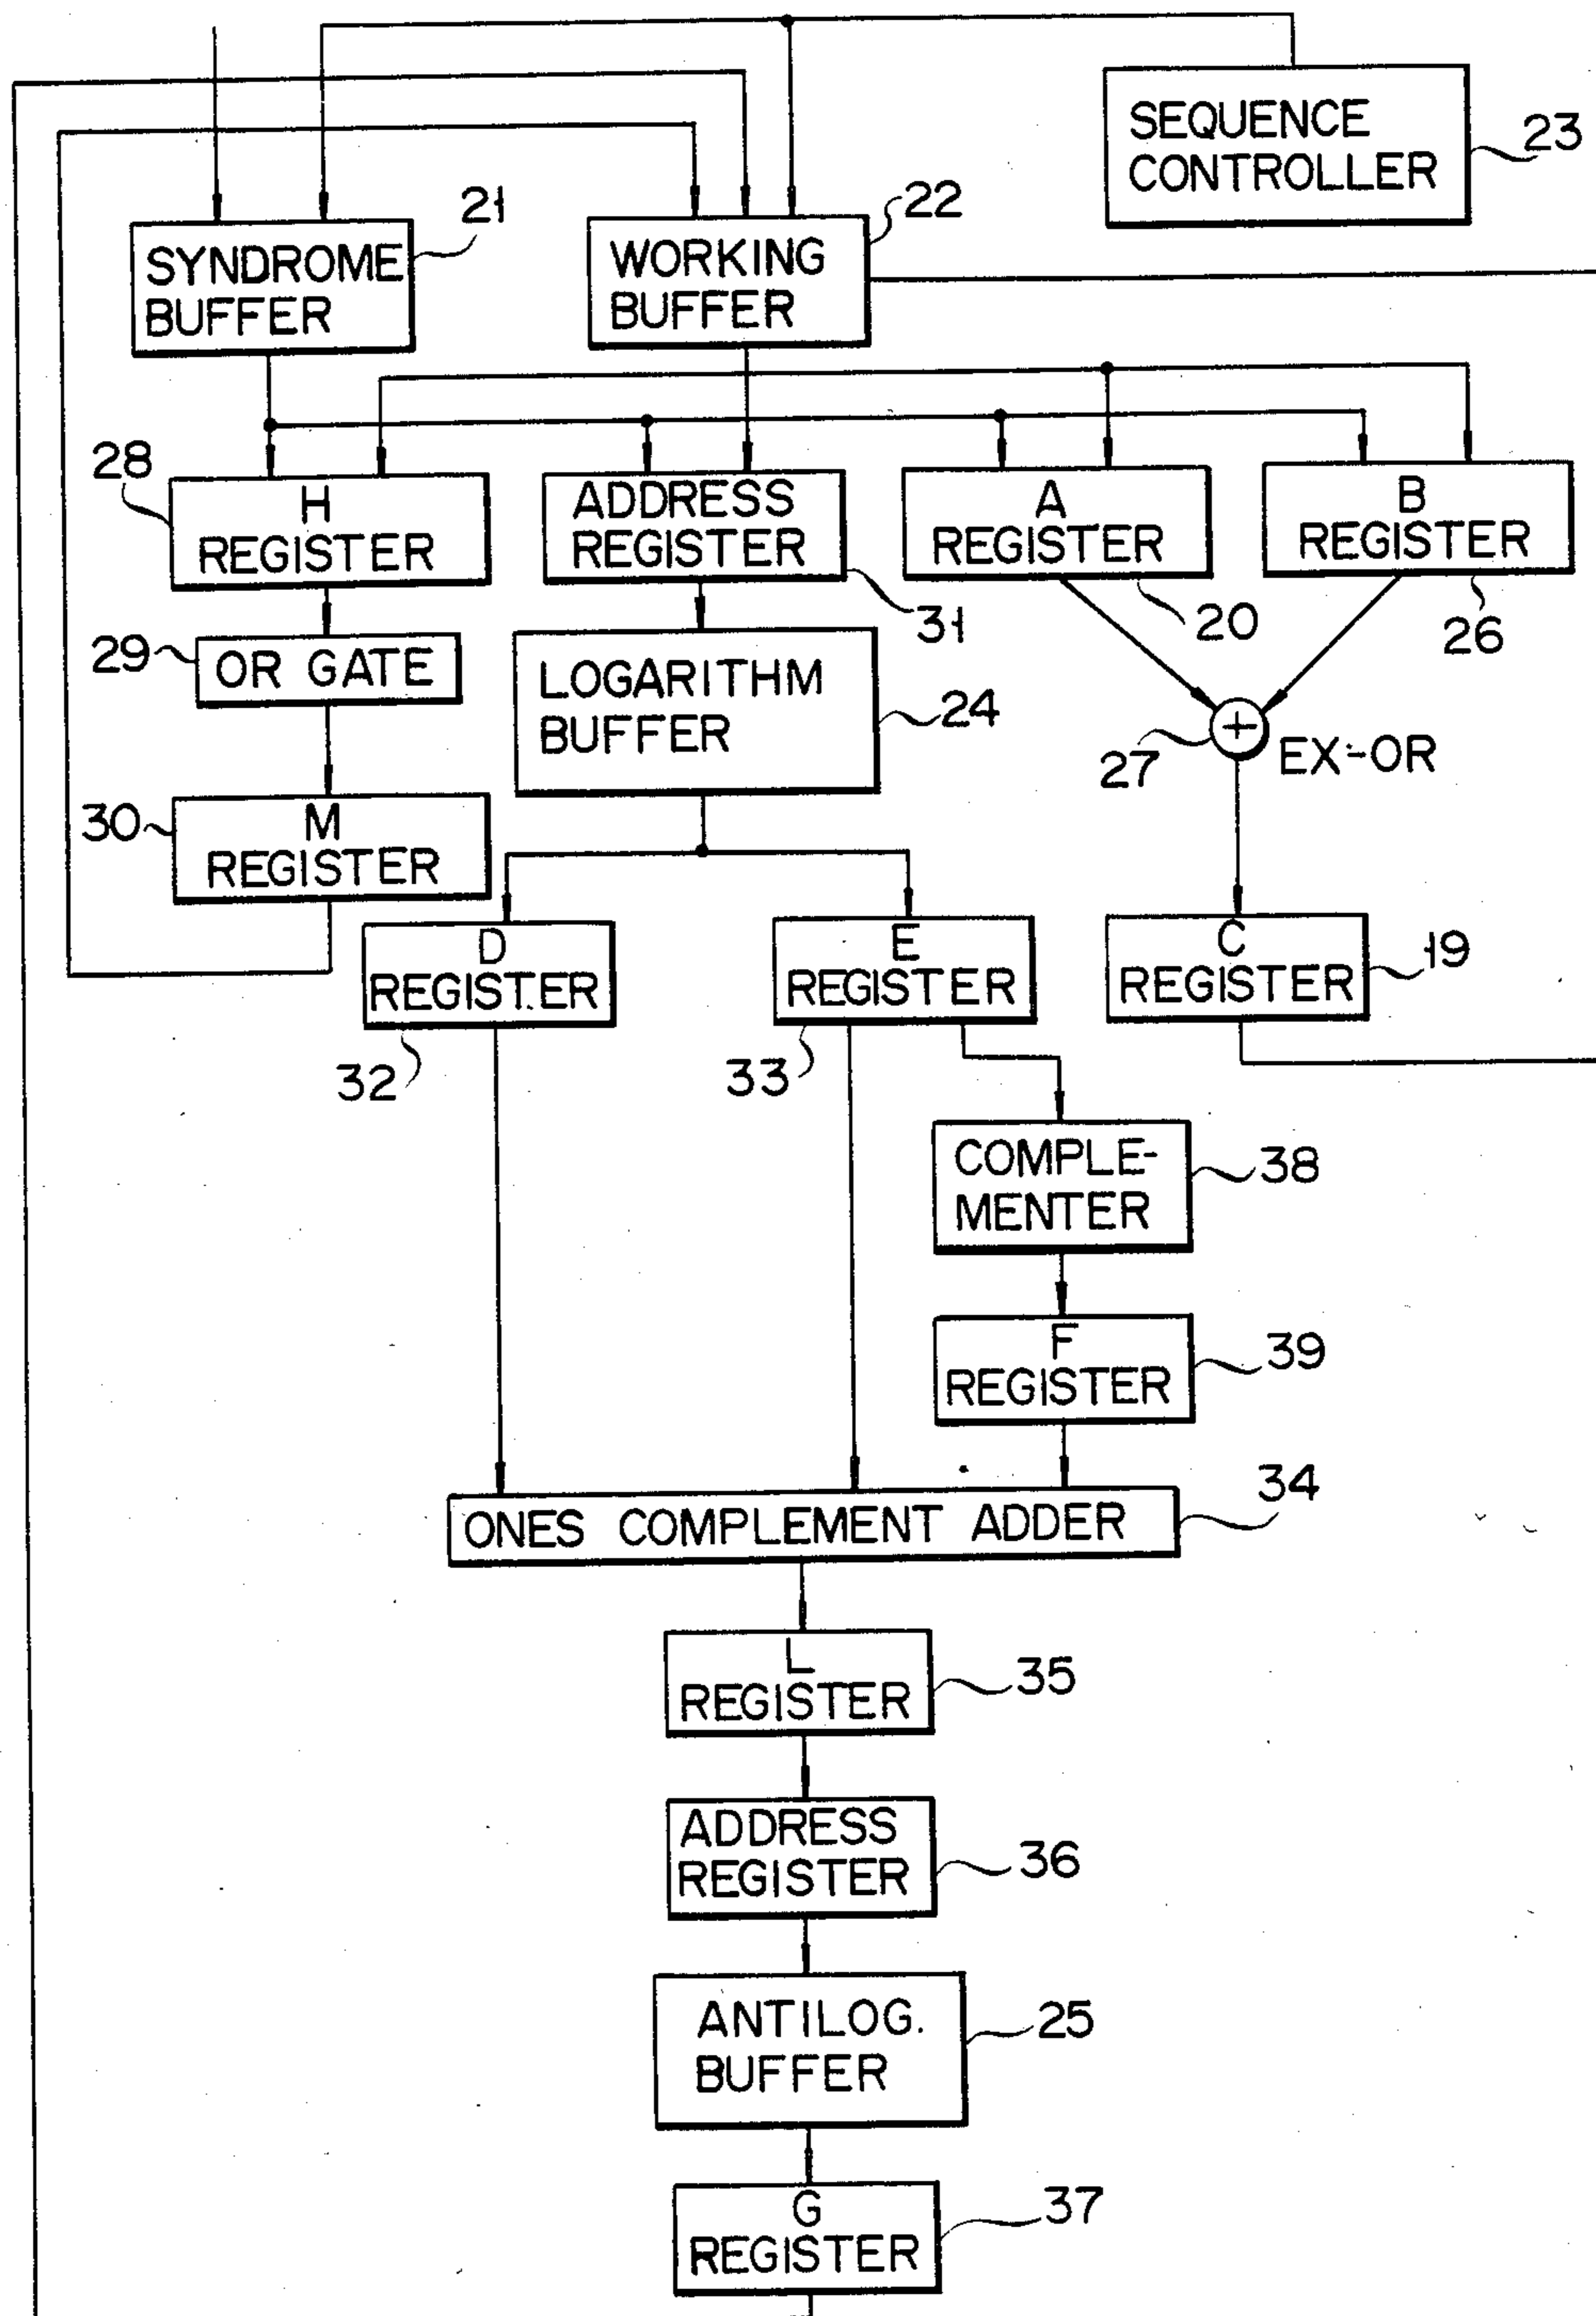 SEQUENCE
CONTROLLER
23
21
22
SYNDROME
BUFFER
WORKING
BUFFER
28
H
REGISTER
ADDRESS
REGISTER
A
REGISTER
B
REGISTER
31
20
26
29
OR GATE
LOGARITHM
BUFFER
24
27
+
EX-OR
30
M
REGISTER
D
REGISTER
E
REGISTER
C
REGISTER
19
32
33
COMPLE-
MENTER
38
F
REGISTER
39
34
ONES COMPLEMENT ADDER
L
REGISTER
35
ADDRESS
REGISTER
36
ANTILOG.
BUFFER
25
G
REGISTER
37